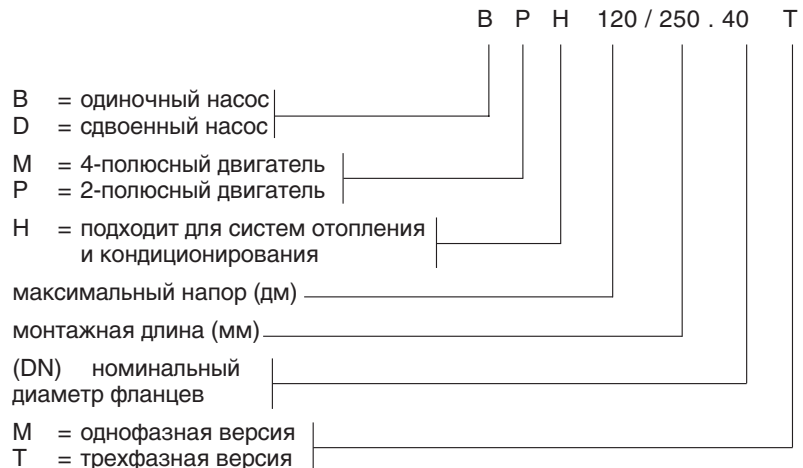 B P H 120 / 250 . 40 T
B = одиночный насос
D = сдвоенный насос
M = 4-полюсный двигатель
P = 2-полюсный двигатель
H = подходит для систем отопления
и кондиционирования
максимальный напор (дм)
монтажная длина (мм)
(DN) номинальный
диаметр фланцев
M = однофазная версия
T = трехфазная версия